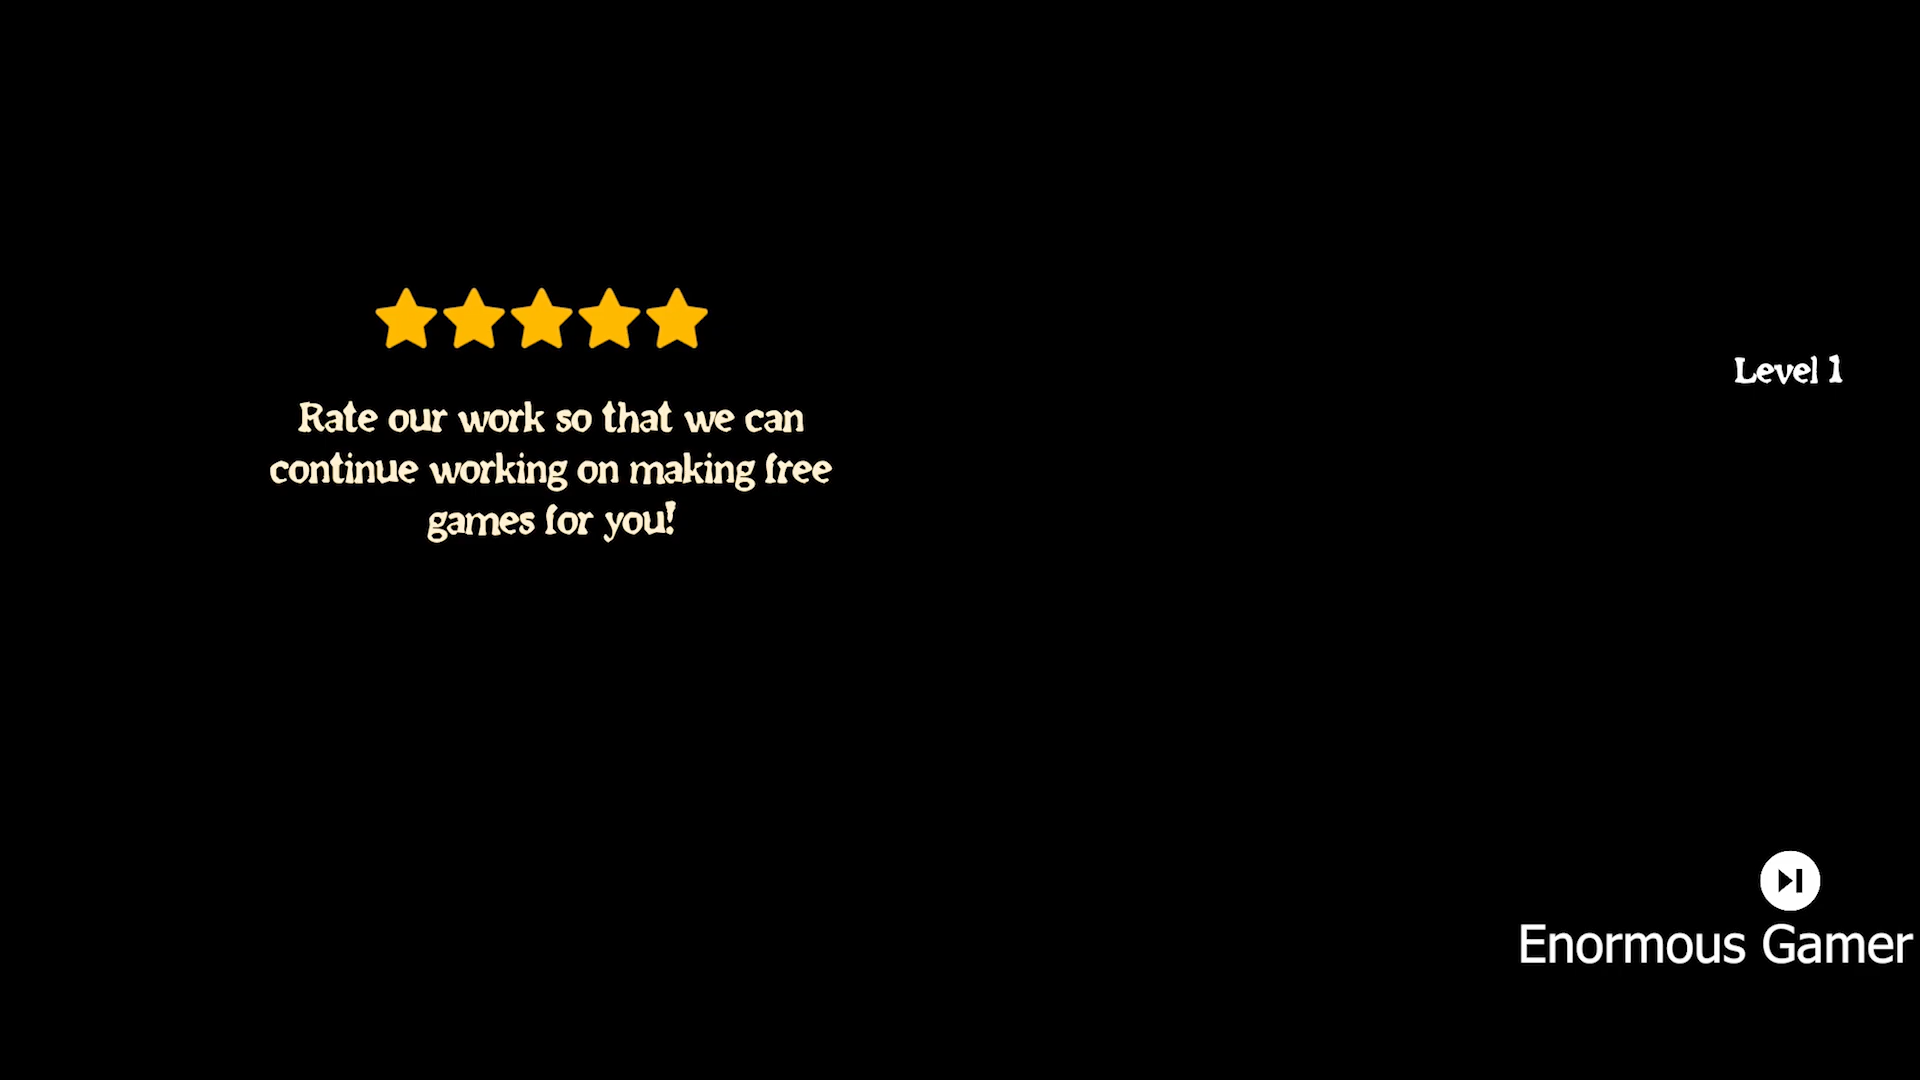 Rate our work so that we can
continue working on making free
games for you!
Level 1
Enormous Gamer